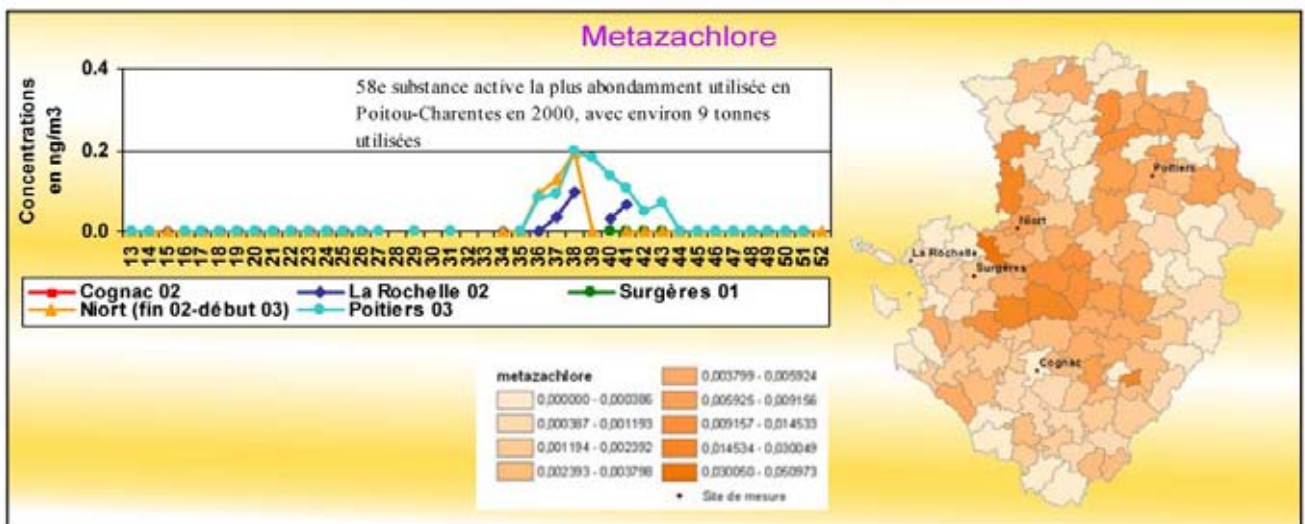 Metazachlore
Concentrations
en ng/m3
0.4
0.2
0.0
58e substance active la plus abondamment utilisée en
Poitou-Charentes en 2000, avec environ 9 tonnes
utilisées
13 14 15 16 17 18 19 20 21 22 23 24 25 26 27 28 29 30 31 32 33 34 35 36 37 38 39 40 41 42 43 44 45 46 47 48 49 50 51 52
Cognac 02
La Rochelle 02
Surgères 01
Niort (fin 02-début 03)
Poitiers 03
Poitiers
Niort
La Rochelle
Surgères
Cognac
metazachlore
0,000000 - 0,000386
0,000387 - 0,001193
0,001194 - 0,002392
0,002393 - 0,003798
0,003799 - 0,005924
0,005925 - 0,009156
0,009157 - 0,014533
0,014534 - 0,030049
0,030050 - 0,050973
Site de mesure